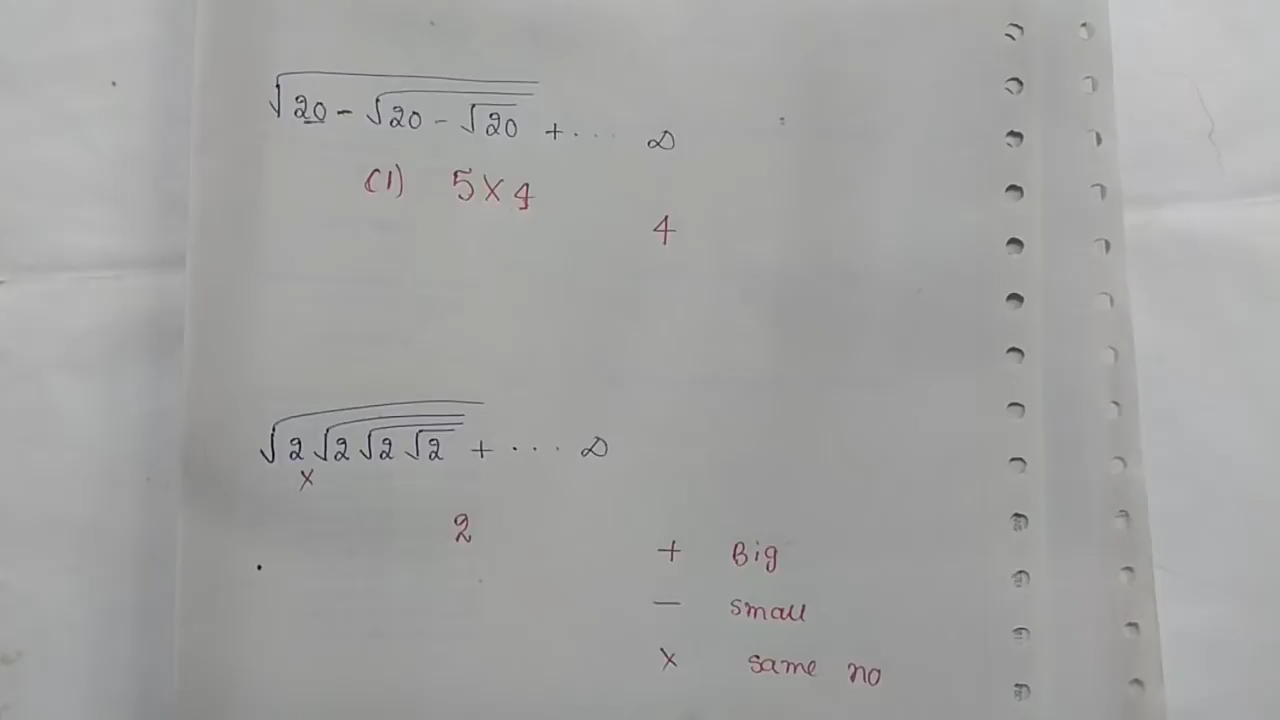 √20 - √20 - √20 + ... ∞
(1) 5×4
4
√2√2√2√2 + ... ∞
×
2
+ Big
- small
× same no